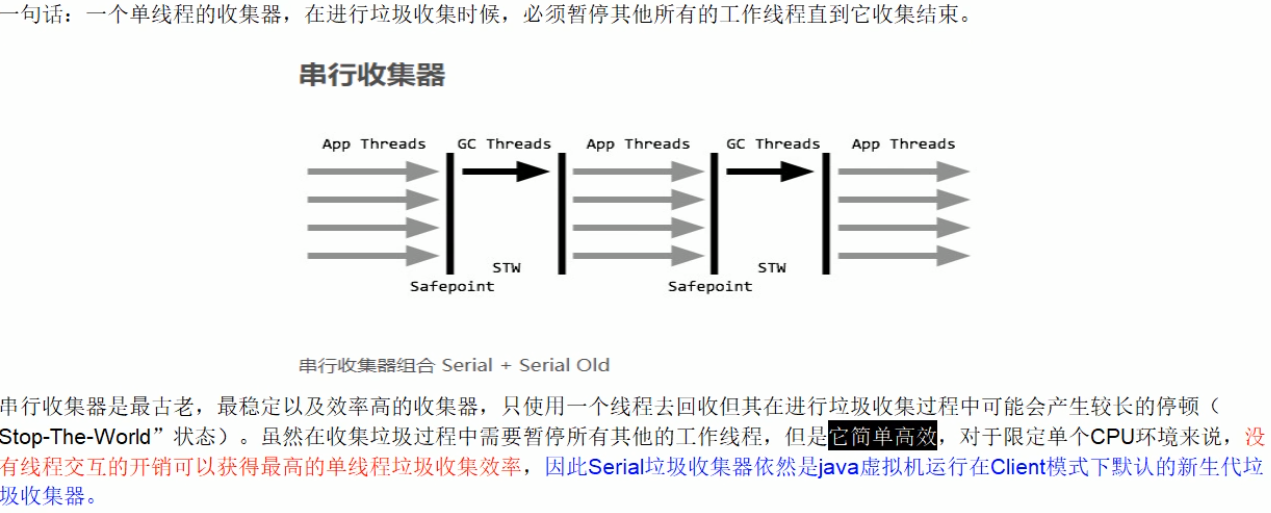 一句话：一个单线程的收集器，在进行垃圾收集时候，必须暂停其他所有的工作线程直到它收集结束。
串行收集器
App Threads GC Threads App Threads GC Threads App Threads
STW STW
Safepoint Safepoint
串行收集器组合 Serial + Serial Old
串行收集器是最古老，最稳定以及效率高的收集器，只使用一个线程去回收但其在进行垃圾收集过程中可能会产生较长的停顿（
Stop-The-World”状态）。虽然在收集垃圾过程中需要暂停所有其他的工作线程，但是它简单高效，对于限定单个CPU环境来说，没
有线程交互的开销可以获得最高的单线程垃圾收集效率，因此Serial垃圾收集器依然是java虚拟机运行在Client模式下默认的新生代垃
圾收集器。